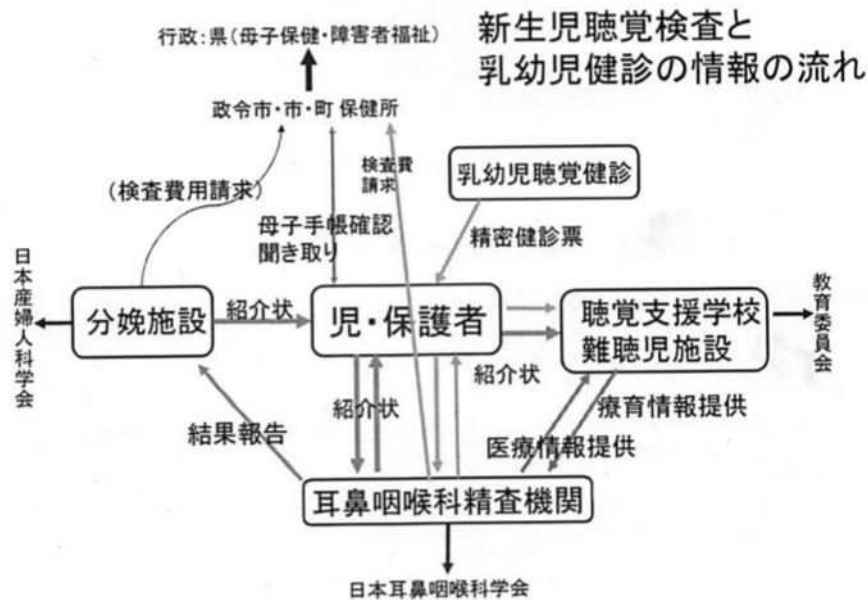 新生児聴覚検査と
乳幼児健診の情報の流れ
行政:県(母子保健・障害者福祉)
政令市・市・町 保健所
検査費
請求
乳幼児聴覚健診
(検査費用請求)
母子手帳確認
聞き取り
精密健診票
日本産婦人科学会
分娩施設
紹介状
児・保護者
聴覚支援学校
難聴児施設
教育委員会
紹介状
紹介状
結果報告
療育情報提供
医療情報提供
耳鼻咽喉科精査機関
日本耳鼻咽喉科学会